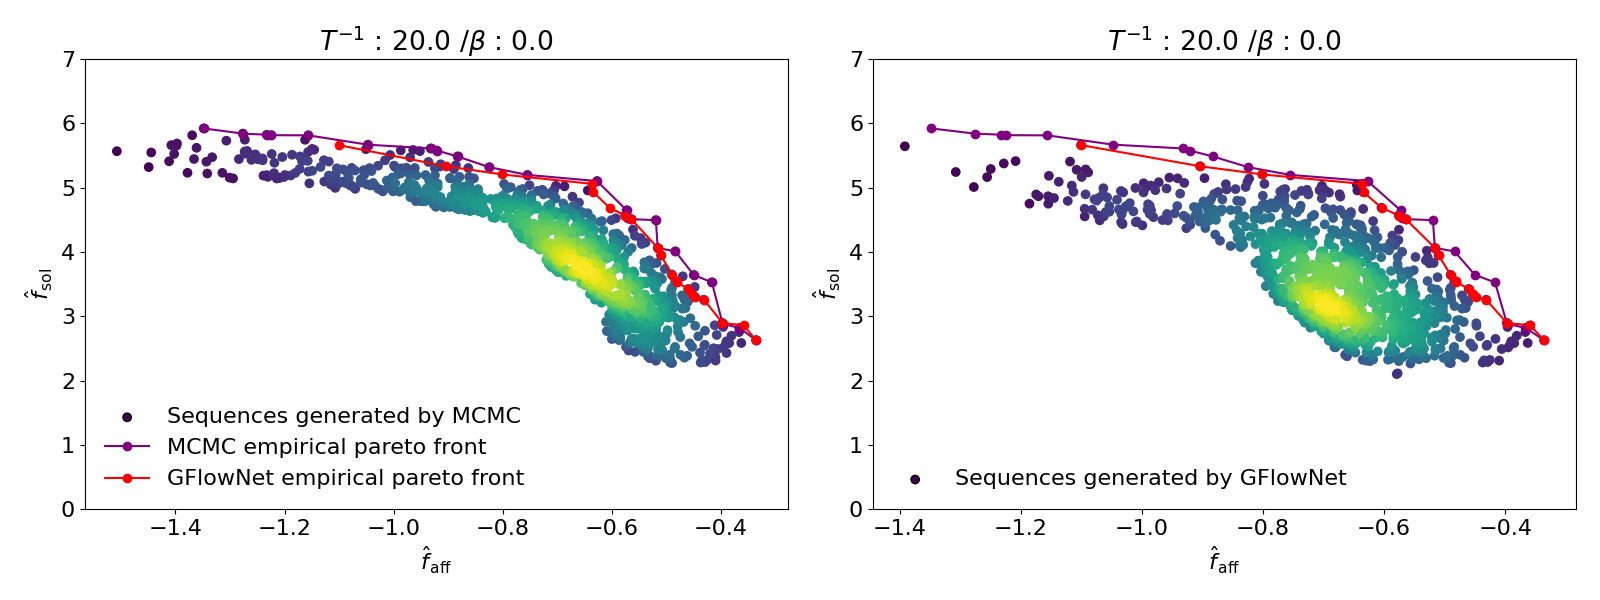 T⁻¹ : 20.0 /β : 0.0
7
6
5
4
3
2
1
0
f̂sol
Sequences generated by MCMC
MCMC empirical pareto front
GFlowNet empirical pareto front
−1.4 −1.2 −1.0 −0.8 −0.6 −0.4
f̂aff
T⁻¹ : 20.0 /β : 0.0
7
6
5
4
3
2
1
0
f̂sol
Sequences generated by GFlowNet
−1.4 −1.2 −1.0 −0.8 −0.6 −0.4
f̂aff